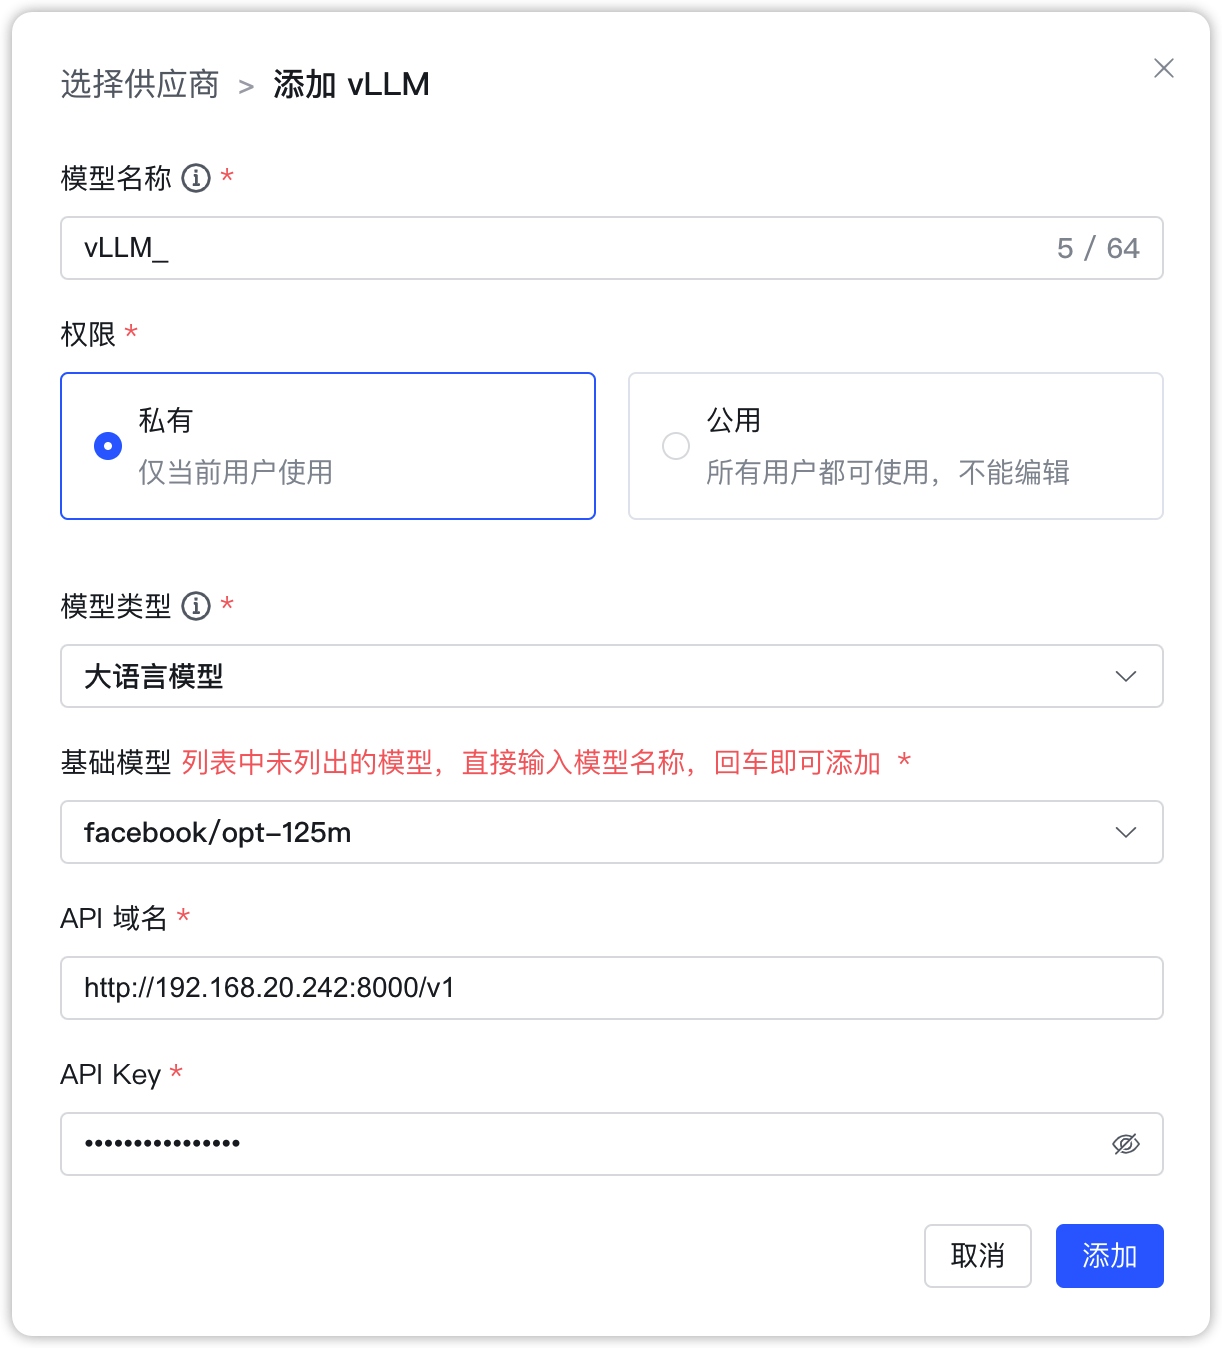 选择供应商 > 添加 vLLM
模型名称 *
vLLM_ 5 / 64
权限 *
私有
仅当前用户使用
公用
所有用户都可使用，不能编辑
模型类型 *
大语言模型
基础模型 列表中未列出的模型，直接输入模型名称，回车即可添加 *
facebook/opt-125m
API 域名 *
http://192.168.20.242:8000/v1
API Key *
••••••••••••••••
取消 添加